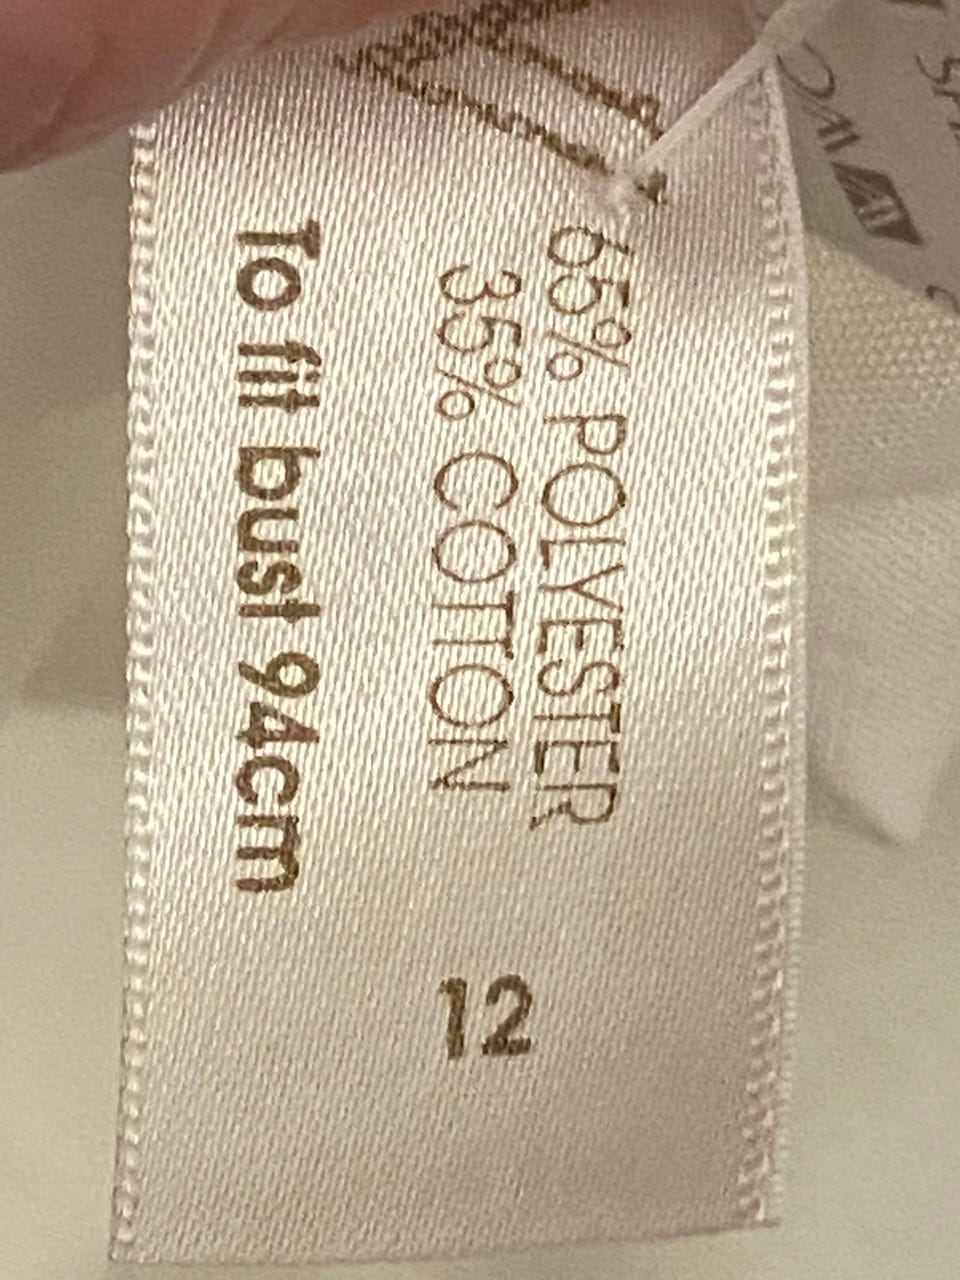 65% POLYESTER
35% COTTON
To fit bust 94cm
12